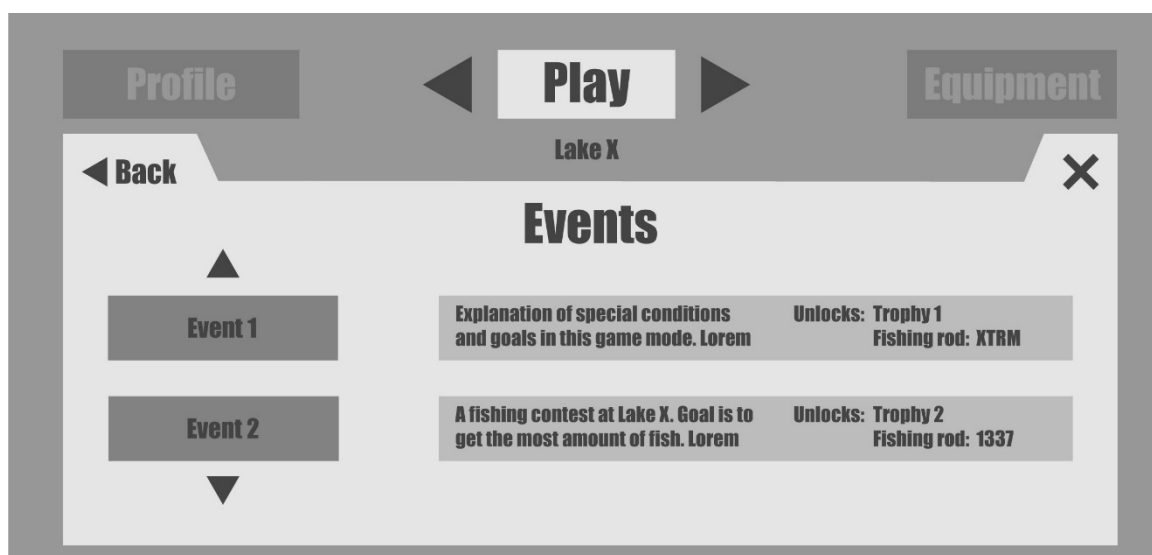 Profile
Play
Equipment
Lake X
Back
Events
Event 1
Explanation of special conditions
and goals in this game mode. Lorem
Unlocks: Trophy 1
Fishing rod: XTRM
Event 2
A fishing contest at Lake X. Goal is to
get the most amount of fish. Lorem
Unlocks: Trophy 2
Fishing rod: 1337